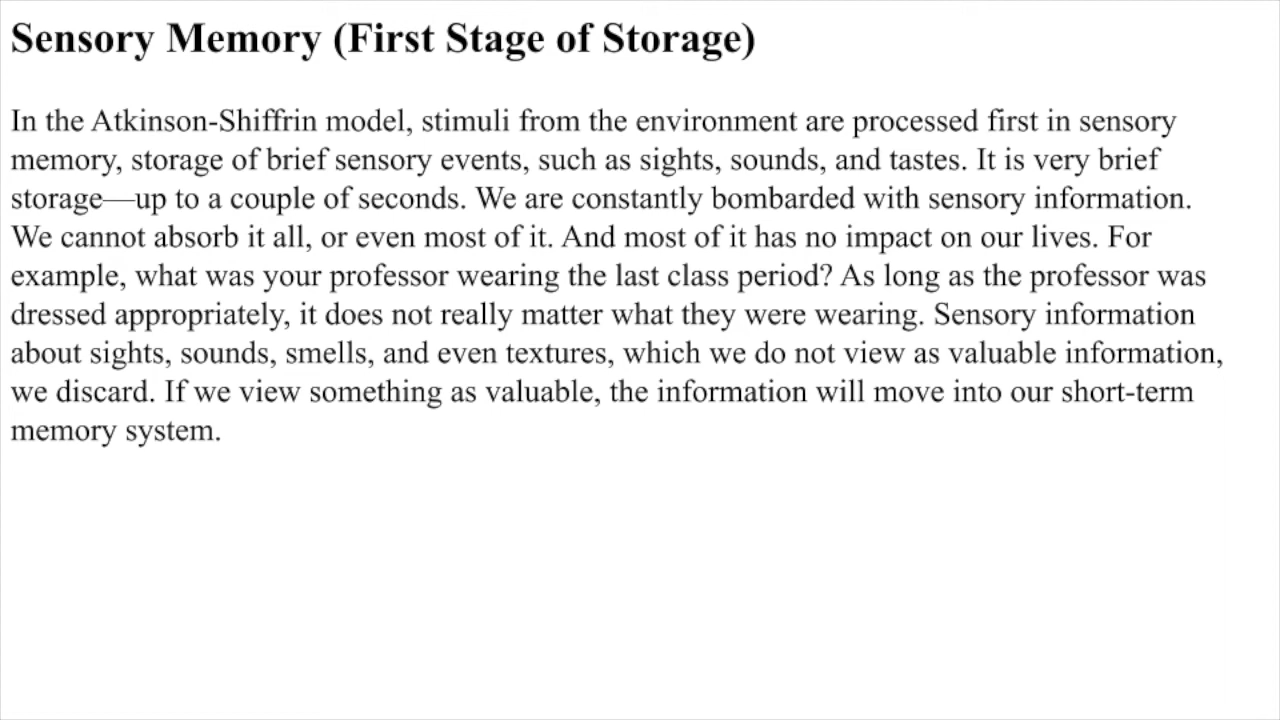 Sensory Memory (First Stage of Storage)
In the Atkinson-Shiffrin model, stimuli from the environment are processed first in sensory
memory, storage of brief sensory events, such as sights, sounds, and tastes. It is very brief
storage—up to a couple of seconds. We are constantly bombarded with sensory information.
We cannot absorb it all, or even most of it. And most of it has no impact on our lives. For
example, what was your professor wearing the last class period? As long as the professor was
dressed appropriately, it does not really matter what they were wearing. Sensory information
about sights, sounds, smells, and even textures, which we do not view as valuable information,
we discard. If we view something as valuable, the information will move into our short-term
memory system.